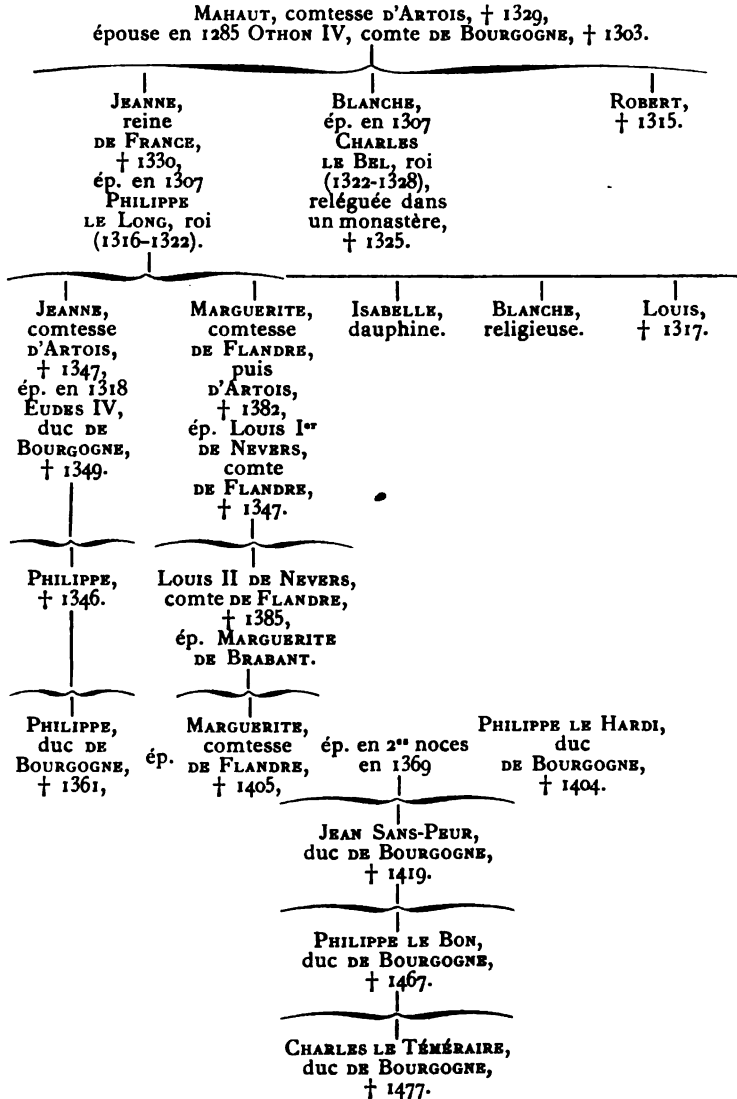 Mahaut, comtesse d'Artois, † 1329,
épouse en 1285 Othon IV, comte de Bourgogne, † 1303.
Jeanne,
reine
de France,
† 1330,
ép. en 1307
Philippe
le Long, roi
(1316-1322).
Blanche,
ép. en 1307
Charles
le Bel, roi
(1322-1328),
reléguée dans
un monastère,
† 1325.
Robert,
† 1315.
Jeanne,
comtesse
d'Artois,
† 1347,
ép. en 1318
Eudes IV,
duc de
Bourgogne,
† 1349.
Marguerite,
comtesse
de Flandre,
puis
d'Artois,
† 1382,
ép. Louis Ier
de Nevers,
comte
de Flandre,
† 1347.
Isabelle,
dauphine.
Blanche,
religieuse.
Louis,
† 1317.
Philippe,
† 1346.
Louis II de Nevers,
comte de Flandre,
† 1385,
ép. Marguerite
de Brabant.
Philippe,
duc de
Bourgogne,
† 1361,
ép.
Marguerite,
comtesse
de Flandre,
† 1405,
ép. en 2es noces
en 1369
Philippe le Hardi,
duc
de Bourgogne,
† 1404.
Jean Sans-Peur,
duc de Bourgogne,
† 1419.
Philippe le Bon,
duc de Bourgogne,
† 1467.
Charles le Téméraire,
duc de Bourgogne,
† 1477.